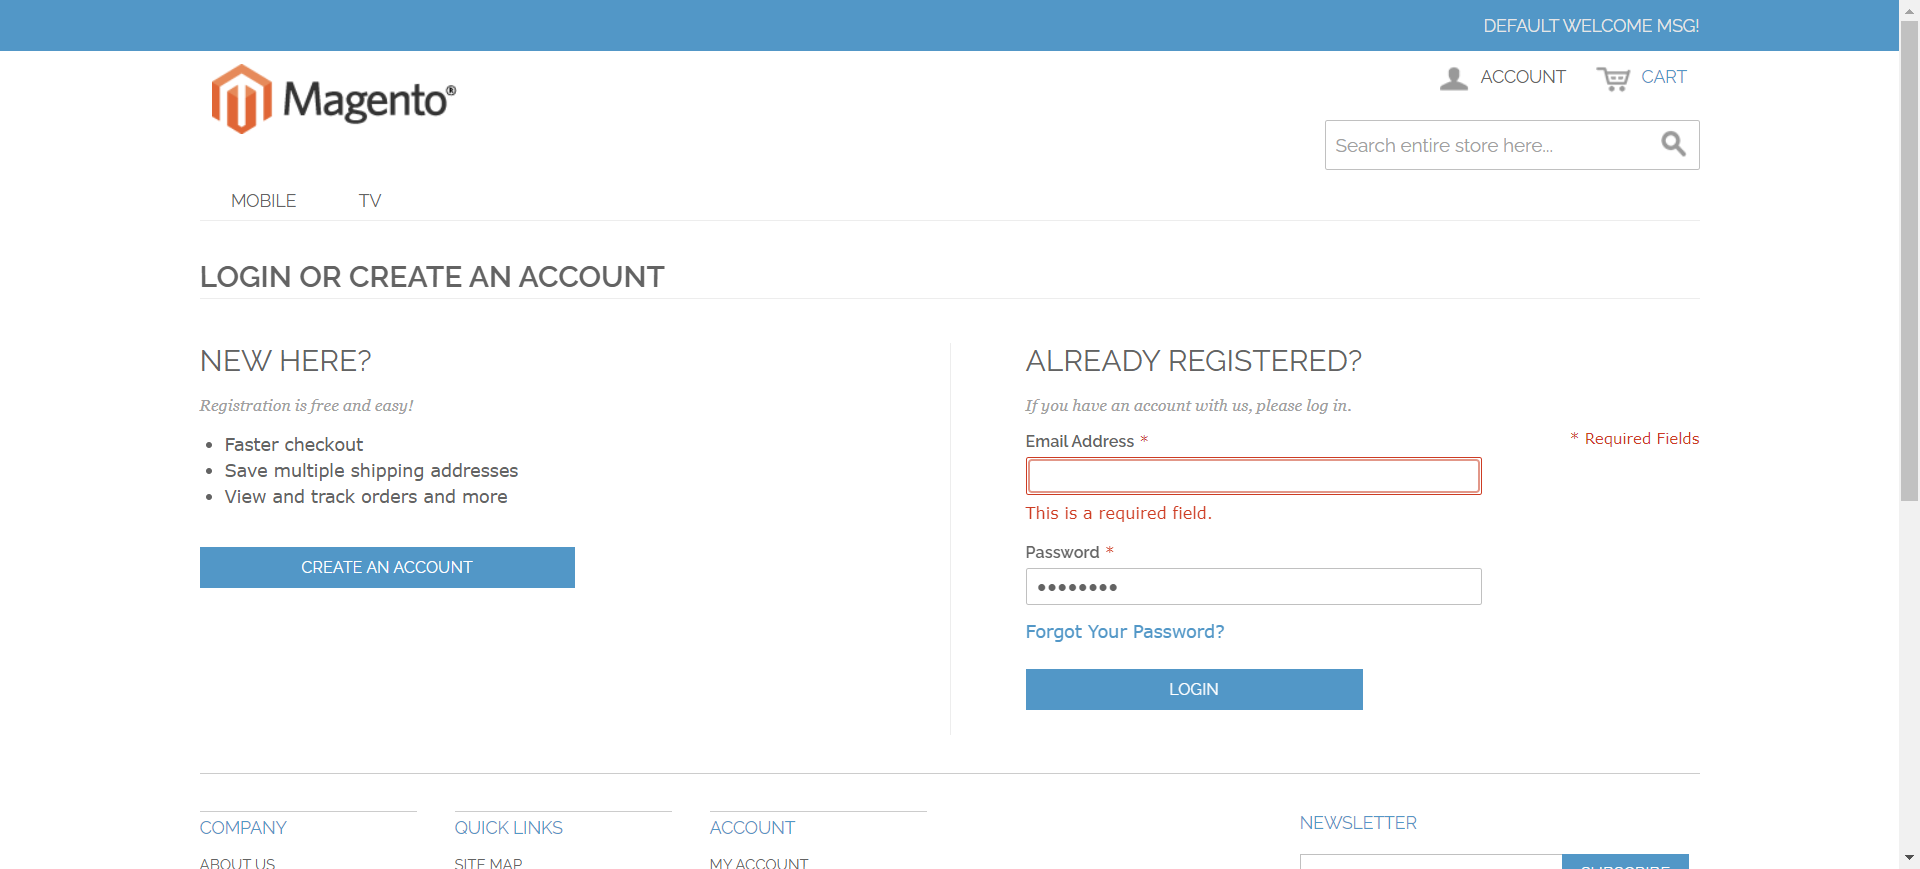 DEFAULT WELCOME MSG!
Magento®
ACCOUNT
CART
Search entire store here...
MOBILE
TV
LOGIN OR CREATE AN ACCOUNT
NEW HERE?
Registration is free and easy!
• Faster checkout
• Save multiple shipping addresses
• View and track orders and more
CREATE AN ACCOUNT
ALREADY REGISTERED?
If you have an account with us, please log in.
* Required Fields
Email Address *
This is a required field.
Password *
••••••••
Forgot Your Password?
LOGIN
COMPANY
ABOUT US
QUICK LINKS
SITE MAP
ACCOUNT
MY ACCOUNT
NEWSLETTER
SUBSCRIBE